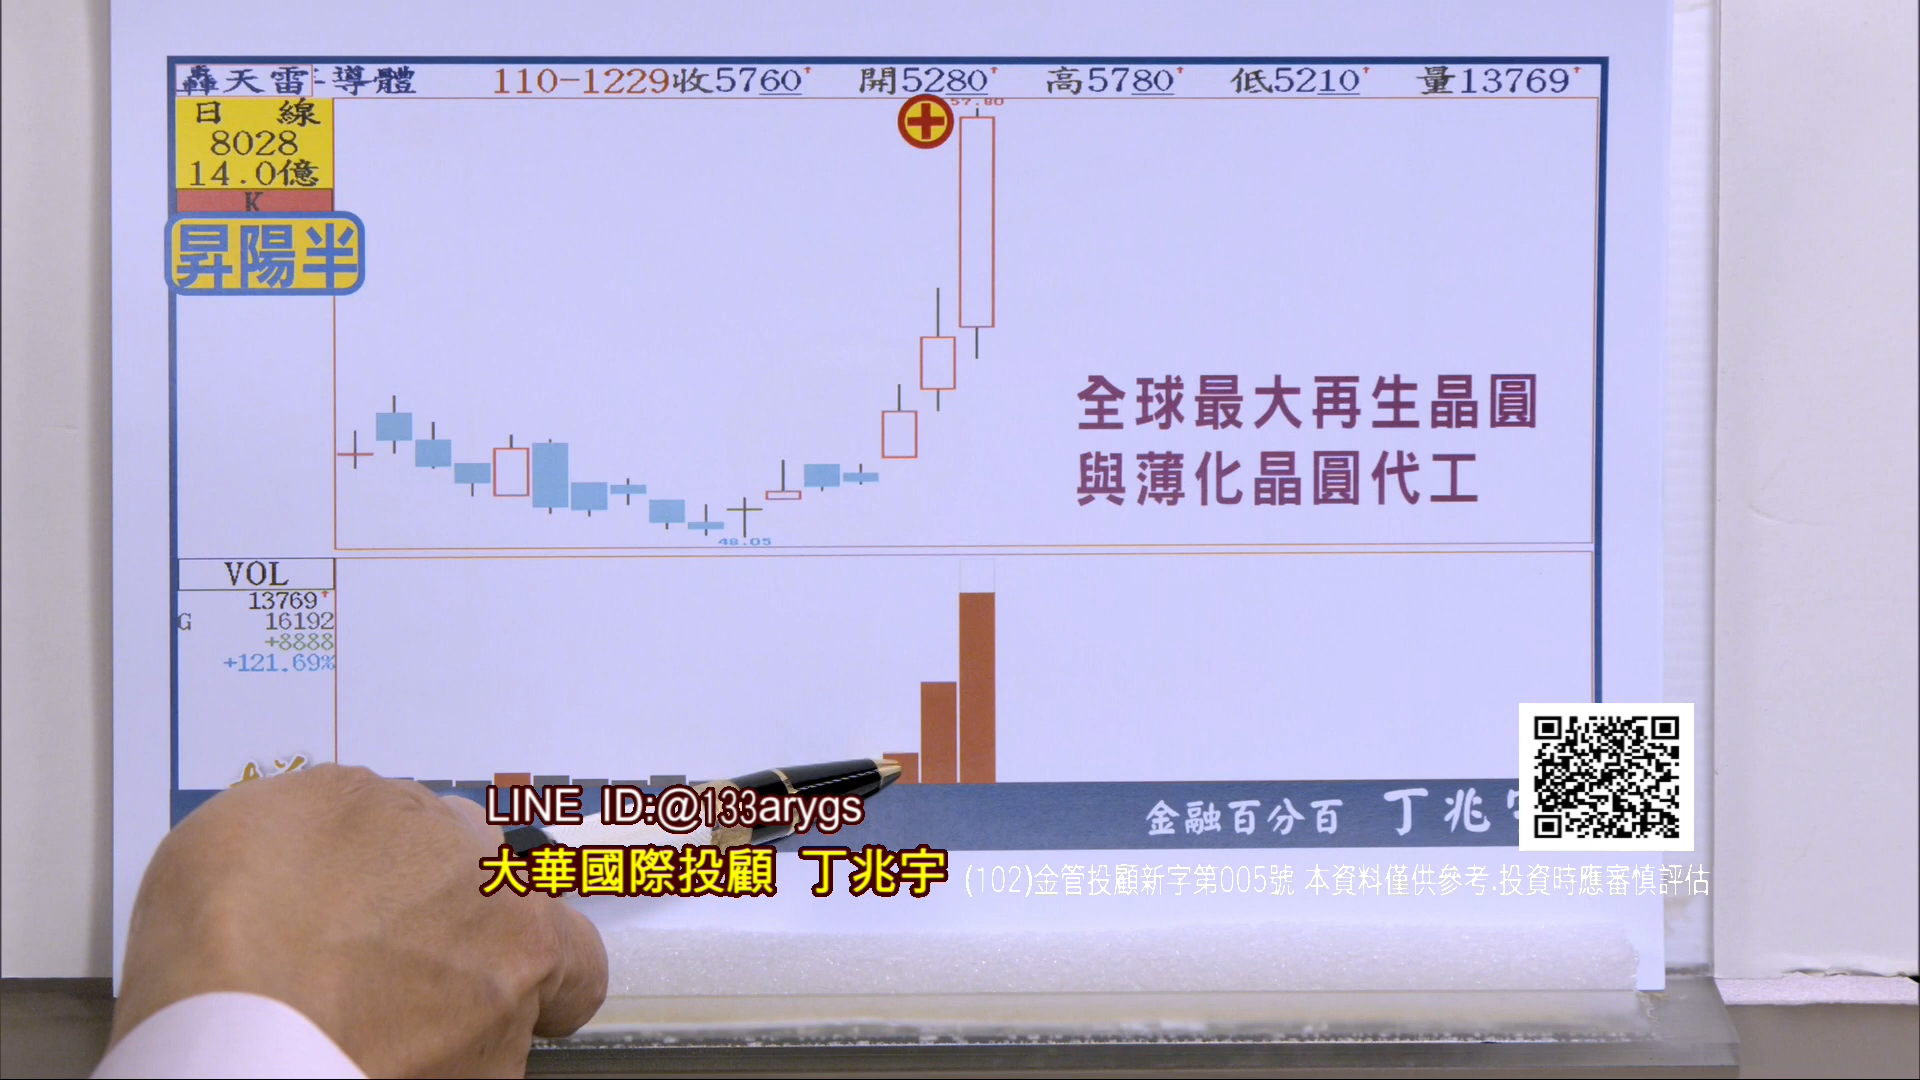 轟天雷 導體 110-1229收5760↑ 開5280↑ 高5780↑ 低5210↑ 量13769↑
日 線
8028
14.0億
K
昇陽半
57.80
全球最大再生晶圓
與薄化晶圓代工
48.05
VOL
13769↑
G 16192
+8888
+121.69%
金融百分百 丁兆
LINE ID:@133arygs
大華國際投顧 丁兆宇 (102)金管投顧新字第005號 本資料僅供參考.投資時應審慎評估